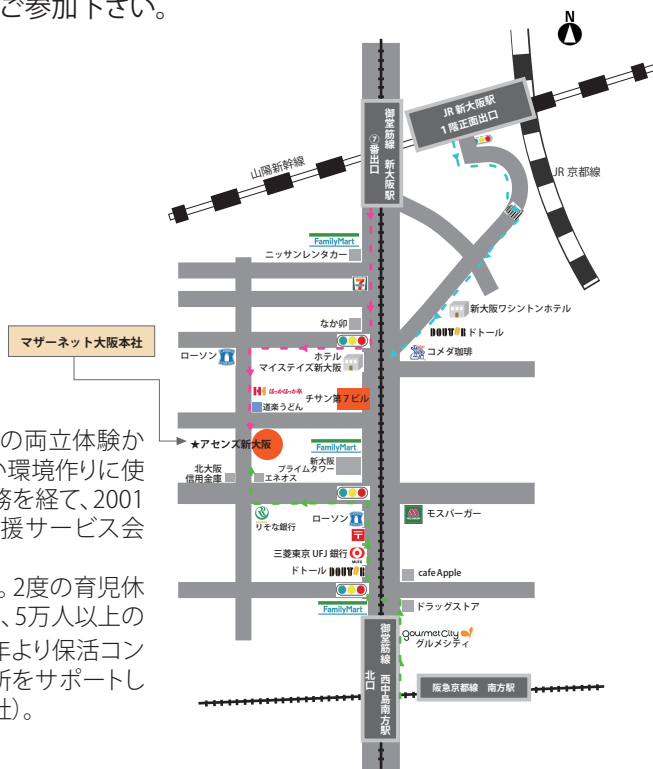 ご参加下さい。
N
JR 新大阪駅
1 階正面出口
御堂筋線 新大阪駅
⑦番出口
山陽新幹線
JR 京都線
FamilyMart
ニッサンレンタカー
7
新大阪ワシントンホテル
なか卯
DOUTOR ドトール
マザーネット大阪本社
ローソン
ホテル
マイステイズ新大阪
コメダ珈琲
ほっかほっか亭
チサン第７ビル
道楽うどん
の両立体験か
★アセンズ新大阪
FamilyMart
い環境作りに使
北大阪
信用金庫
エネオス
新大阪
プライムタワー
務を経て、2001
りそな銀行
ローソン
モスバーガー
援サービス会
三菱東京 UFJ 銀行
MUFG
ドトール DOUTOR
cafe Apple
。2度の育児休
FamilyMart
ドラッグストア
、5万人以上の
gourmet City
グルメシティ
年より保活コン
御堂筋線 西中島南方駅
北口
所をサポートし
阪急京都線 南方駅
社）。